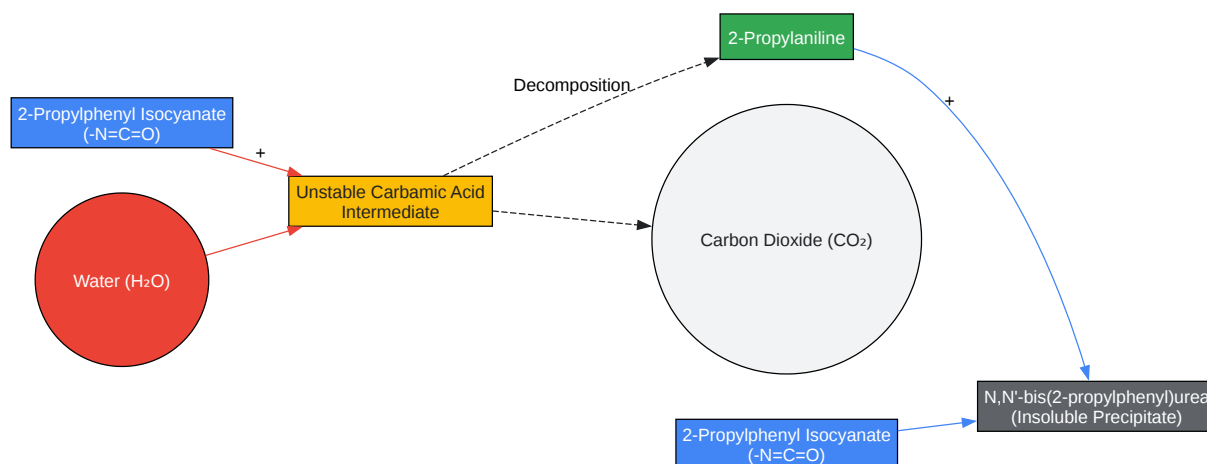 2-Propylaniline
Decomposition
2-Propylphenyl Isocyanate
(-N=C=O)
+
+
Unstable Carbamic Acid
Intermediate
Carbon Dioxide (CO₂)
Water (H₂O)
N,N'-bis(2-propylphenyl)urea
(Insoluble Precipitate)
2-Propylphenyl Isocyanate
(-N=C=O)